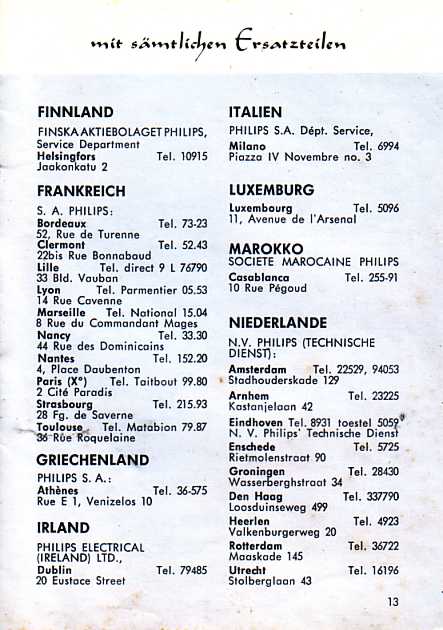 mit sämtlichen Ersatzteilen
FINNLAND
FINSKA AKTIEBOLAGET PHILIPS,
Service Department
Helsingfors Tel. 10915
Jaakonkatu 2
FRANKREICH
S. A. PHILIPS:
Bordeaux Tel. 73-23
52, Rue de Turenne
Clermont Tel. 52.43
22bis Rue Bonnabaud
Lille Tel. direct 9 L 76790
33 Bld. Vauban
Lyon Tel. Parmentier 05.53
14 Rue Cavenne
Marseille Tel. National 15.04
8 Rue du Commandant Mages
Nancy Tel. 33.30
44 Rue des Dominicains
Nantes Tel. 152.20
4, Place Daubenton
Paris (X°) Tel. Taitbout 99.80
2 Cité Paradis
Strasbourg Tel. 215.93
28 Fg. de Saverne
Toulouse Tel. Matabion 79.87
36 Rue Roquelaine
GRIECHENLAND
PHILIPS S. A.:
Athènes Tel. 36-575
Rue E 1, Venizelos 10
IRLAND
PHILIPS ELECTRICAL
(IRELAND) LTD.,
Dublin Tel. 79485
20 Eustace Street
ITALIEN
PHILIPS S.A. Dépt. Service,
Milano Tel. 6994
Piazza IV Novembre no. 3
LUXEMBURG
Luxembourg Tel. 5096
11, Avenue de l'Arsenal
MAROKKO
SOCIETE MAROCAINE PHILIPS
Casablanca Tel. 255-91
10 Rue Pégoud
NIEDERLANDE
N.V. PHILIPS (TECHNISCHE
DIENST):
Amsterdam Tel. 22529, 94053
Stadhouderskade 129
Arnhem Tel. 23225
Kastanjelaan 42
Eindhoven Tel. 8931 toestel 5059
N. V. Philips' Technische Dienst
Enschede Tel. 5725
Rietmolenstraat 90
Groningen Tel. 28430
Wasserberghstraat 34
Den Haag Tel. 337790
Loosduinseweg 499
Heerlen Tel. 4923
Valkenburgerweg 20
Rotterdam Tel. 36722
Maaskade 145
Utrecht Tel. 16196
Stolberglaan 43
13